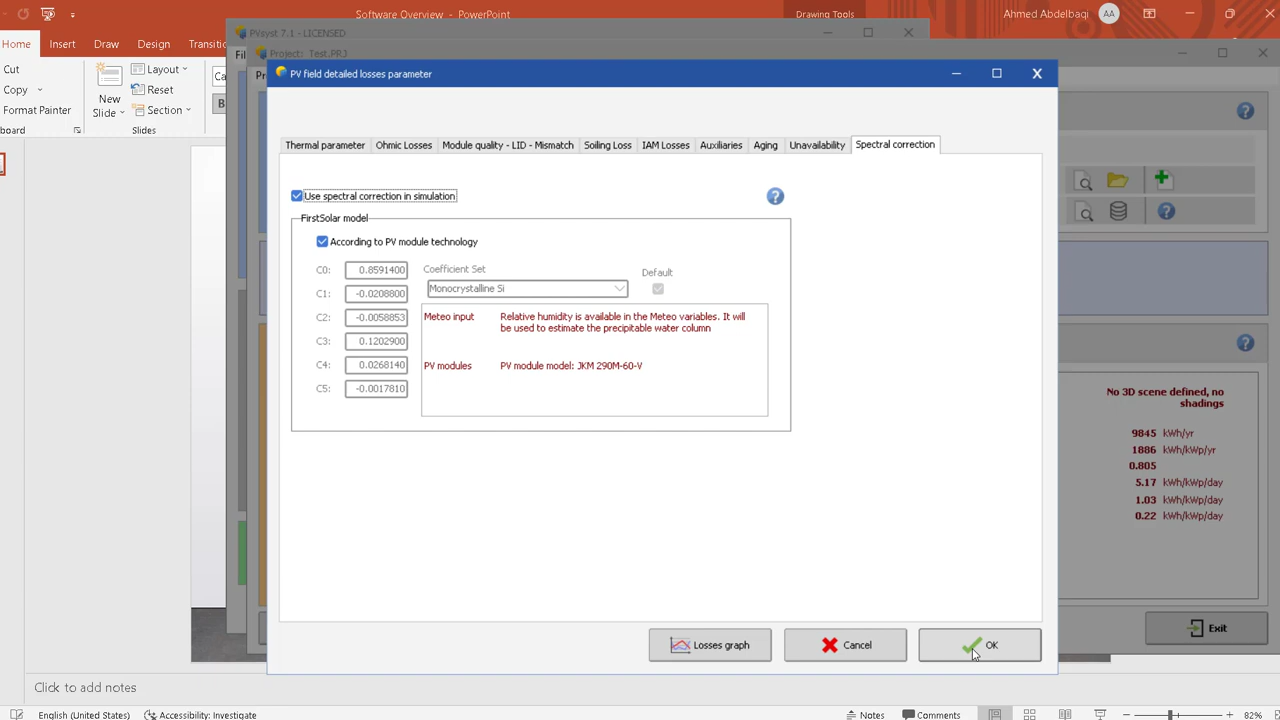 Software Overview - PowerPoint
Drawing Tools
Ahmed Abdelbaqi
AA
PVsyst 7.1 - LICENSED
Home
Insert
Draw
Design
Transitio
Fil
Project: Test.PRJ
Cut
Copy
Format Painter
board
New
Slide
Layout
Reset
Section
Slides
Ca
B
PV field detailed losses parameter
X
Thermal parameter
Ohmic Losses
Module quality - LID - Mismatch
Soiling Loss
IAM Losses
Auxiliaries
Aging
Unavailability
Spectral correction
Use spectral correction in simulation
?
FirstSolar model
According to PV module technology
C0: 0.8591400
C1: -0.0208800
C2: -0.0058853
C3: 0.1202900
C4: 0.0268140
C5: -0.0017810
Coefficient Set
Monocrystalline Si
Default
Meteo input
Relative humidity is available in the Meteo variables. It will
be used to estimate the precipitable water column
PV modules
PV module model: JKM 290M-60-V
No 3D scene defined, no
shadings
9845 kWh/yr
1886 kWh/kWp/yr
0.805
5.17 kWh/kWp/day
1.03 kWh/kWp/day
0.22 kWh/kWp/day
Losses graph
Cancel
OK
Exit
Click to add notes
English (United States)
Accessibility: Investigate
Notes
Comments
82%